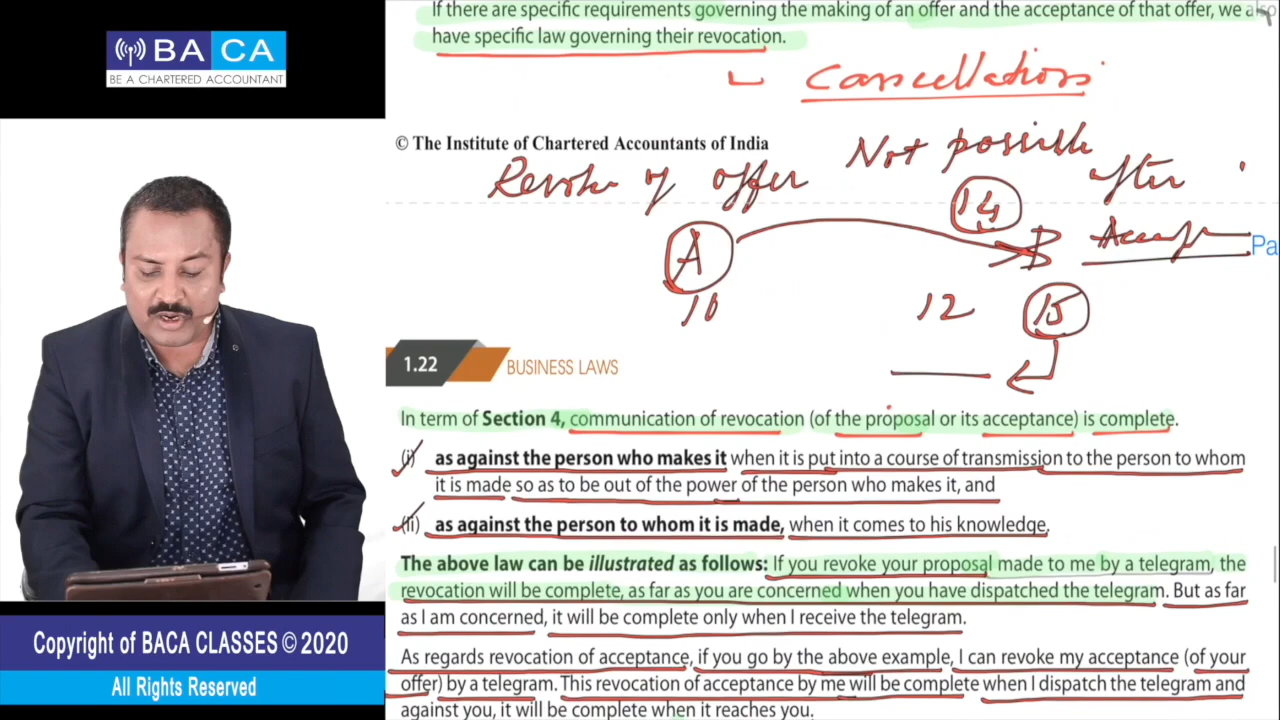 If there are specific requirements governing the making of an offer and the acceptance of that offer, we also
have specific law governing their revocation.
BACA
BE A CHARTERED ACCOUNTANT
Cancellation
© The Institute of Chartered Accountants of India
Revoke of offer Not possible after
14
A B
Pa
10 12 15
1.22 BUSINESS LAWS
In term of Section 4, communication of revocation (of the proposal or its acceptance) is complete.
(i) as against the person who makes it when it is put into a course of transmission to the person to whom
it is made so as to be out of the power of the person who makes it, and
(ii) as against the person to whom it is made, when it comes to his knowledge.
The above law can be illustrated as follows: If you revoke your proposal made to me by a telegram, the
revocation will be complete, as far as you are concerned when you have dispatched the telegram. But as far
as I am concerned, it will be complete only when I receive the telegram.
As regards revocation of acceptance, if you go by the above example, I can revoke my acceptance (of your
offer) by a telegram. This revocation of acceptance by me will be complete when I dispatch the telegram and
against you, it will be complete when it reaches you.
Copyright of BACA CLASSES © 2020
All Rights Reserved